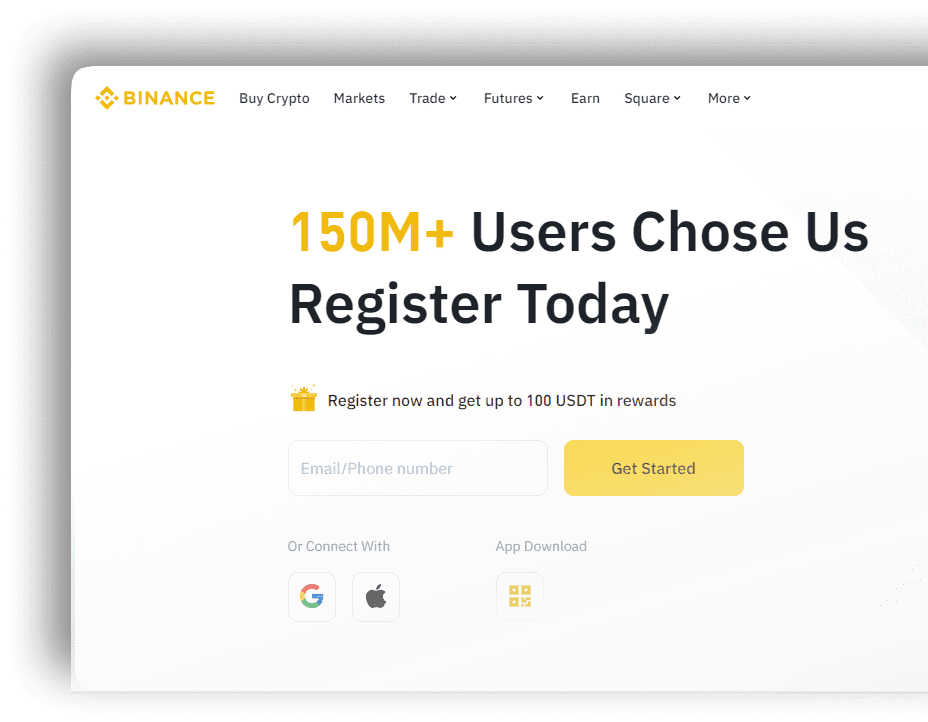 BINANCE Buy Crypto Markets Trade Futures Earn Square More
150M+ Users Chose Us
Register Today
Register now and get up to 100 USDT in rewards
Email/Phone number Get Started
Or Connect With App Download